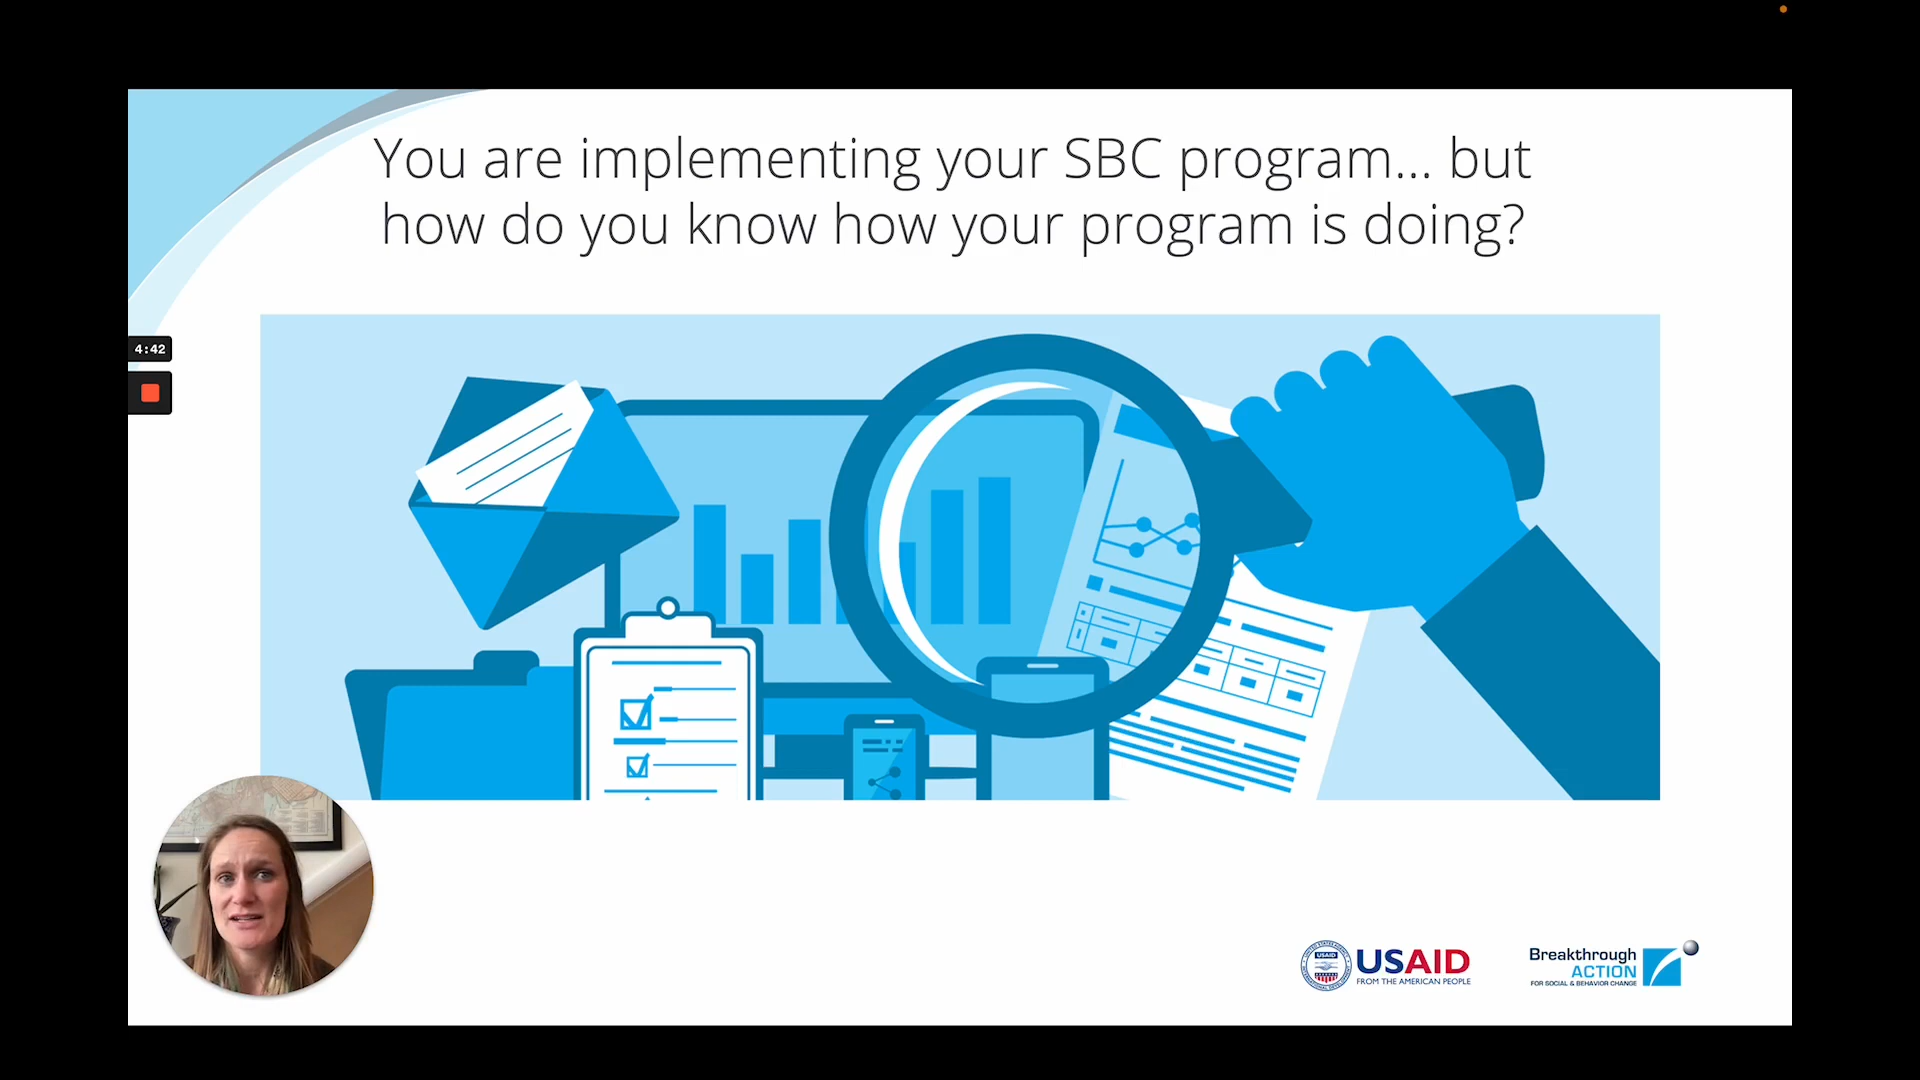 You are implementing your SBC program... but
how do you know how your program is doing?
4:42
USAID
USAID
FROM THE AMERICAN PEOPLE
Breakthrough
ACTION
FOR SOCIAL & BEHAVIOR CHANGE